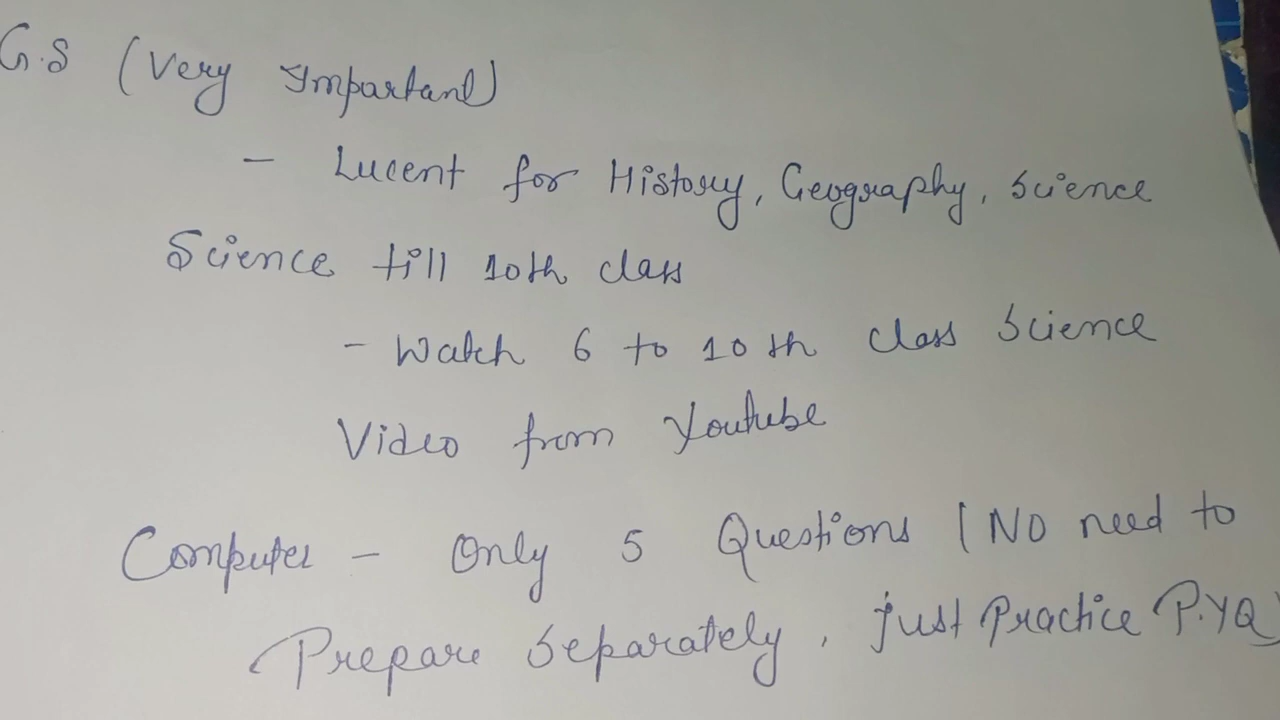 G.S (Very Important)
- Lucent for History, Geography, Science
Science till 10th class
- Watch 6 to 10th class Science
Video from Youtube
Computer - Only 5 Questions (No need to
Prepare Separately, just Practice P.YQ)